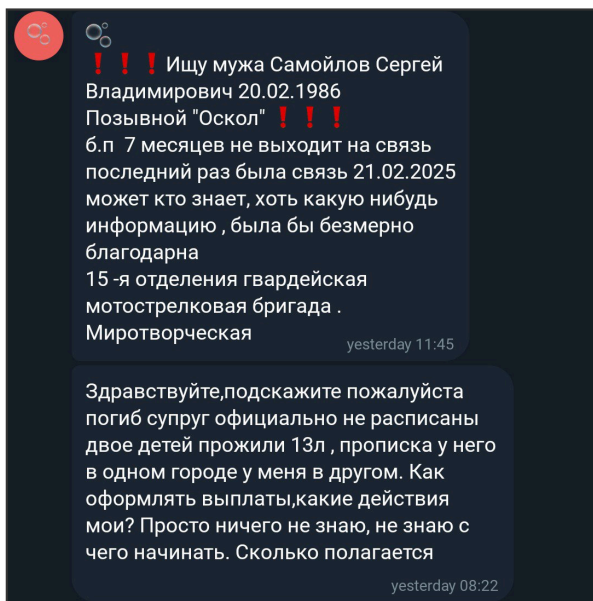 ❗❗❗Ищу мужа Самойлов Сергей
Владимирович 20.02.1986
Позывной "Оскол" ❗❗❗
б.п 7 месяцев не выходит на связь
последний раз была связь 21.02.2025
может кто знает, хоть какую нибудь
информацию , была бы безмерно
благодарна
15 -я отделения гвардейская
мотострелковая бригада .
Миротворческая
yesterday 11:45
Здравствуйте,подскажите пожалуйста
погиб супруг официально не расписаны
двое детей прожили 13л , прописка у него
в одном городе у меня в другом. Как
оформлять выплаты,какие действия
мои? Просто ничего не знаю, не знаю с
чего начинать. Сколько полагается
yesterday 08:22